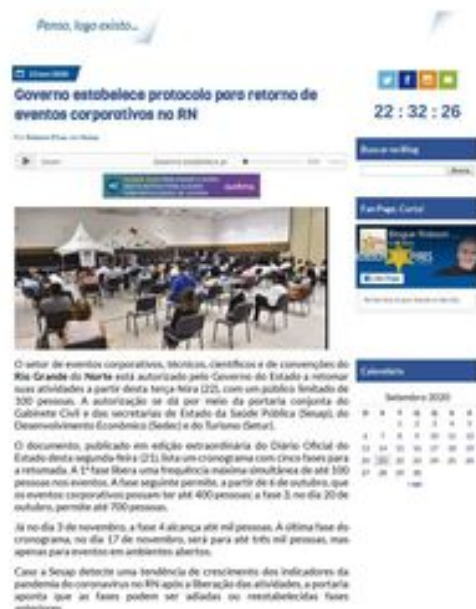 Penso, logo existo...
Governo estabelece protocolo para retorno de
eventos corporativos no RN
22 : 32 : 26
Busca no Blog
Fan Page. Curta!
O setor de eventos corporativos, técnicos, científicos e de convenções do
Rio Grande do Norte está autorizado pelo Governo do Estado a retomar
suas atividades a partir desta terça-feira (22), com um público limitado de
100 pessoas. A autorização se dá por meio da portaria conjunta do
Gabinete Civil e das secretarias de Estado da Saúde Pública (Sesap), do
Desenvolvimento Econômico (Sedec) e do Turismo (Setur).
O documento, publicado em edição extraordinária do Diário Oficial do
Estado desta segunda-feira (21), lista um cronograma com cinco fases para
a retomada. A 1ª fase libera uma frequência máxima simultânea de até 100
pessoas nos eventos. A fase seguinte permite, a partir de 6 de outubro, que
os eventos corporativos possam ter até 400 pessoas; a fase 3, no dia 20 de
outubro, permite até 700 pessoas.
Já no dia 3 de novembro, a fase 4 alcança até mil pessoas. A última fase do
cronograma, no dia 17 de novembro, será para até três mil pessoas, mas
apenas para eventos em ambientes abertos.
Caso a Sesap detecte uma tendência de crescimento dos indicadores da
pandemia do coronavírus no RN após a liberação das atividades, a portaria
aponta que as fases podem ser adiadas ou reestabelecidas fases
Calendário
Setembro 2020